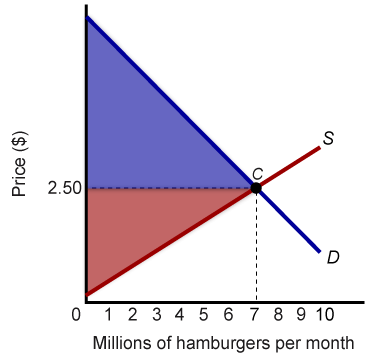 Price ($)
S
C
2.50
D
0 1 2 3 4 5 6 7 8 9 10
Millions of hamburgers per month